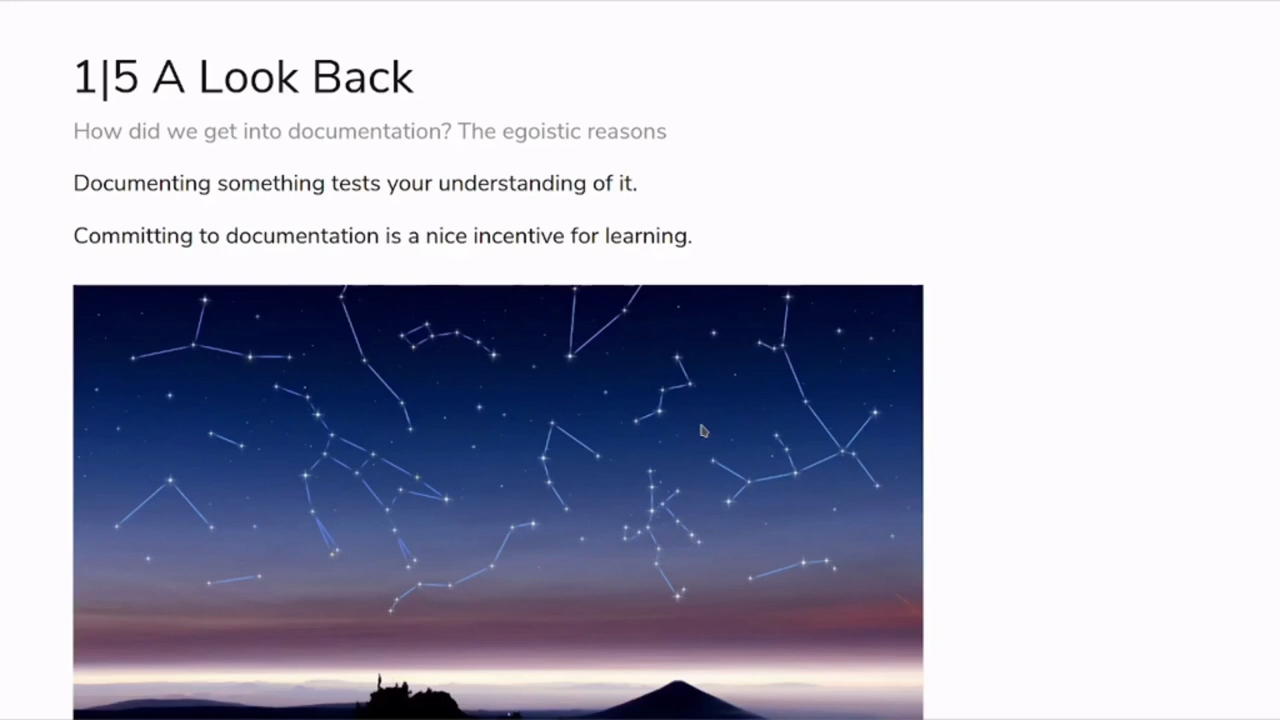 1|5 A Look Back
How did we get into documentation? The egoistic reasons
Documenting something tests your understanding of it.
Committing to documentation is a nice incentive for learning.